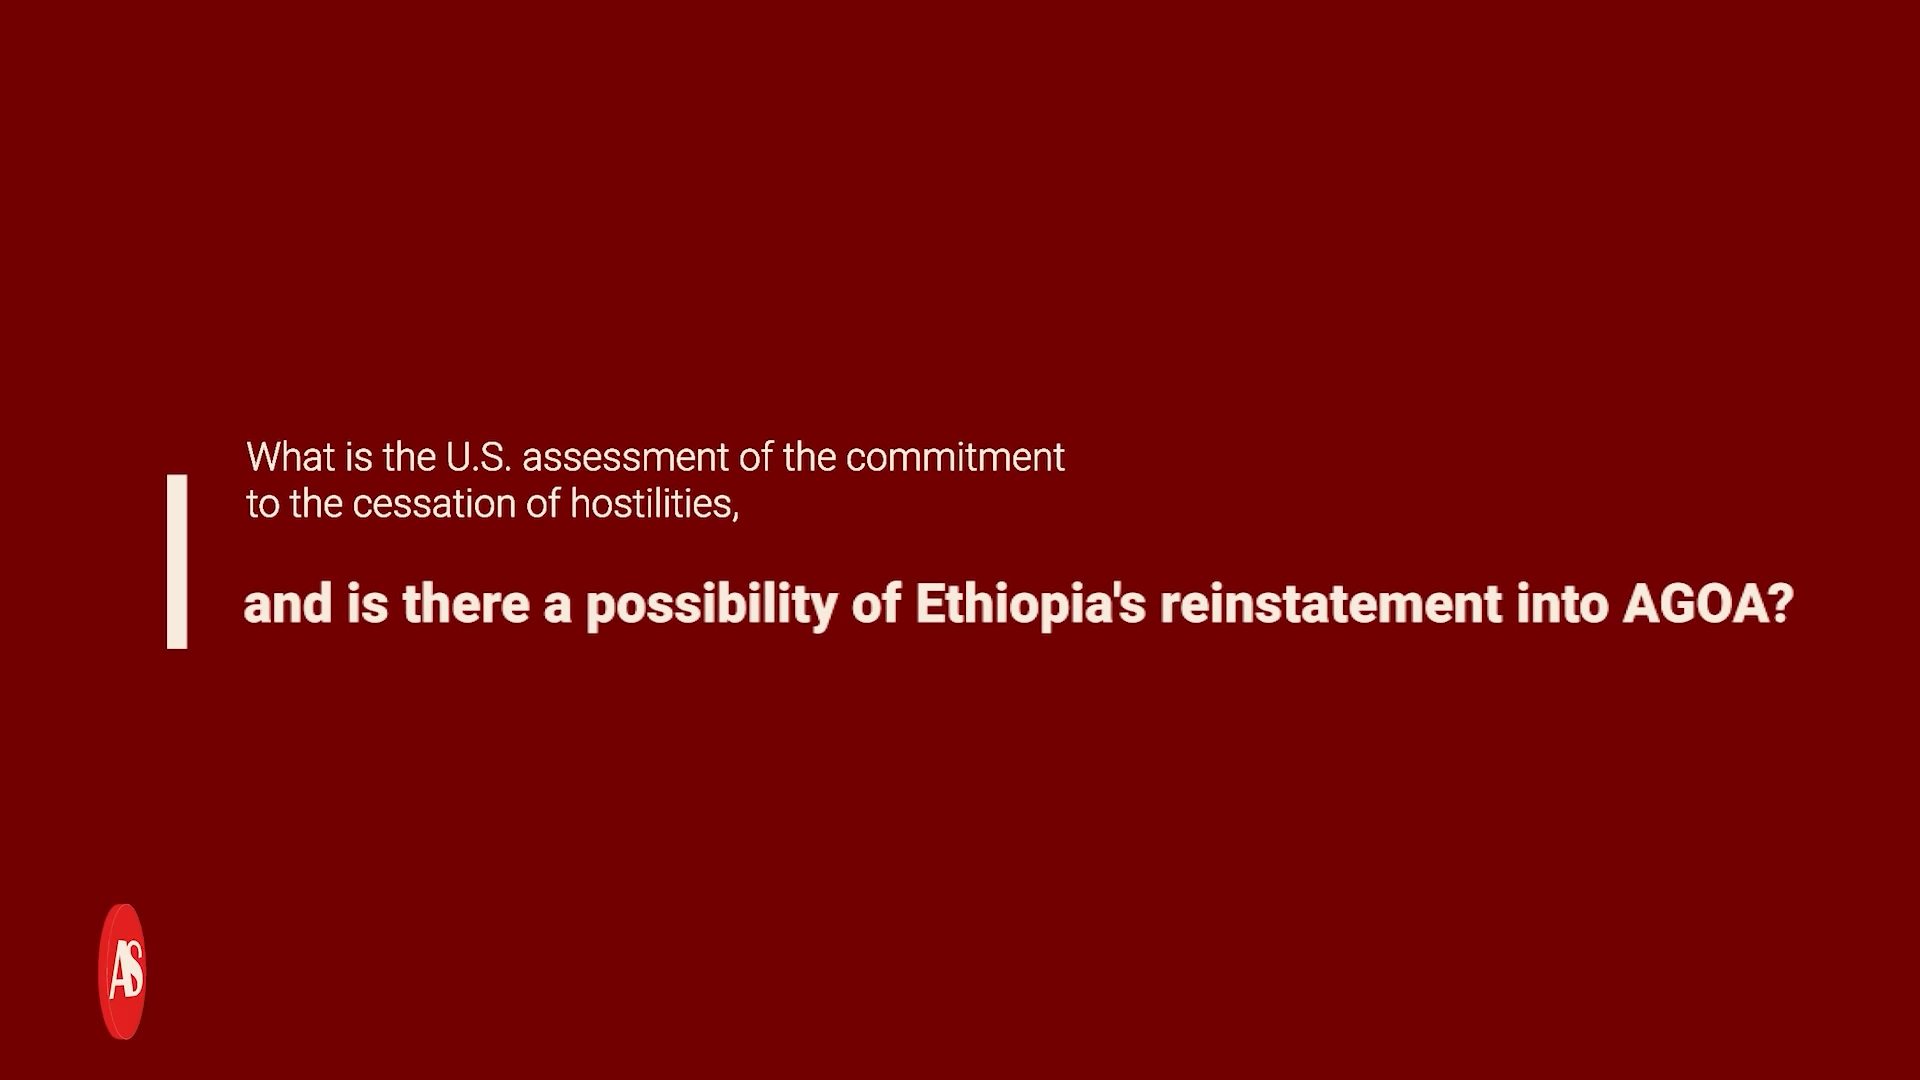 What is the U.S. assessment of the commitment
to the cessation of hostilities,
and is there a possibility of Ethiopia's reinstatement into AGOA?
AS